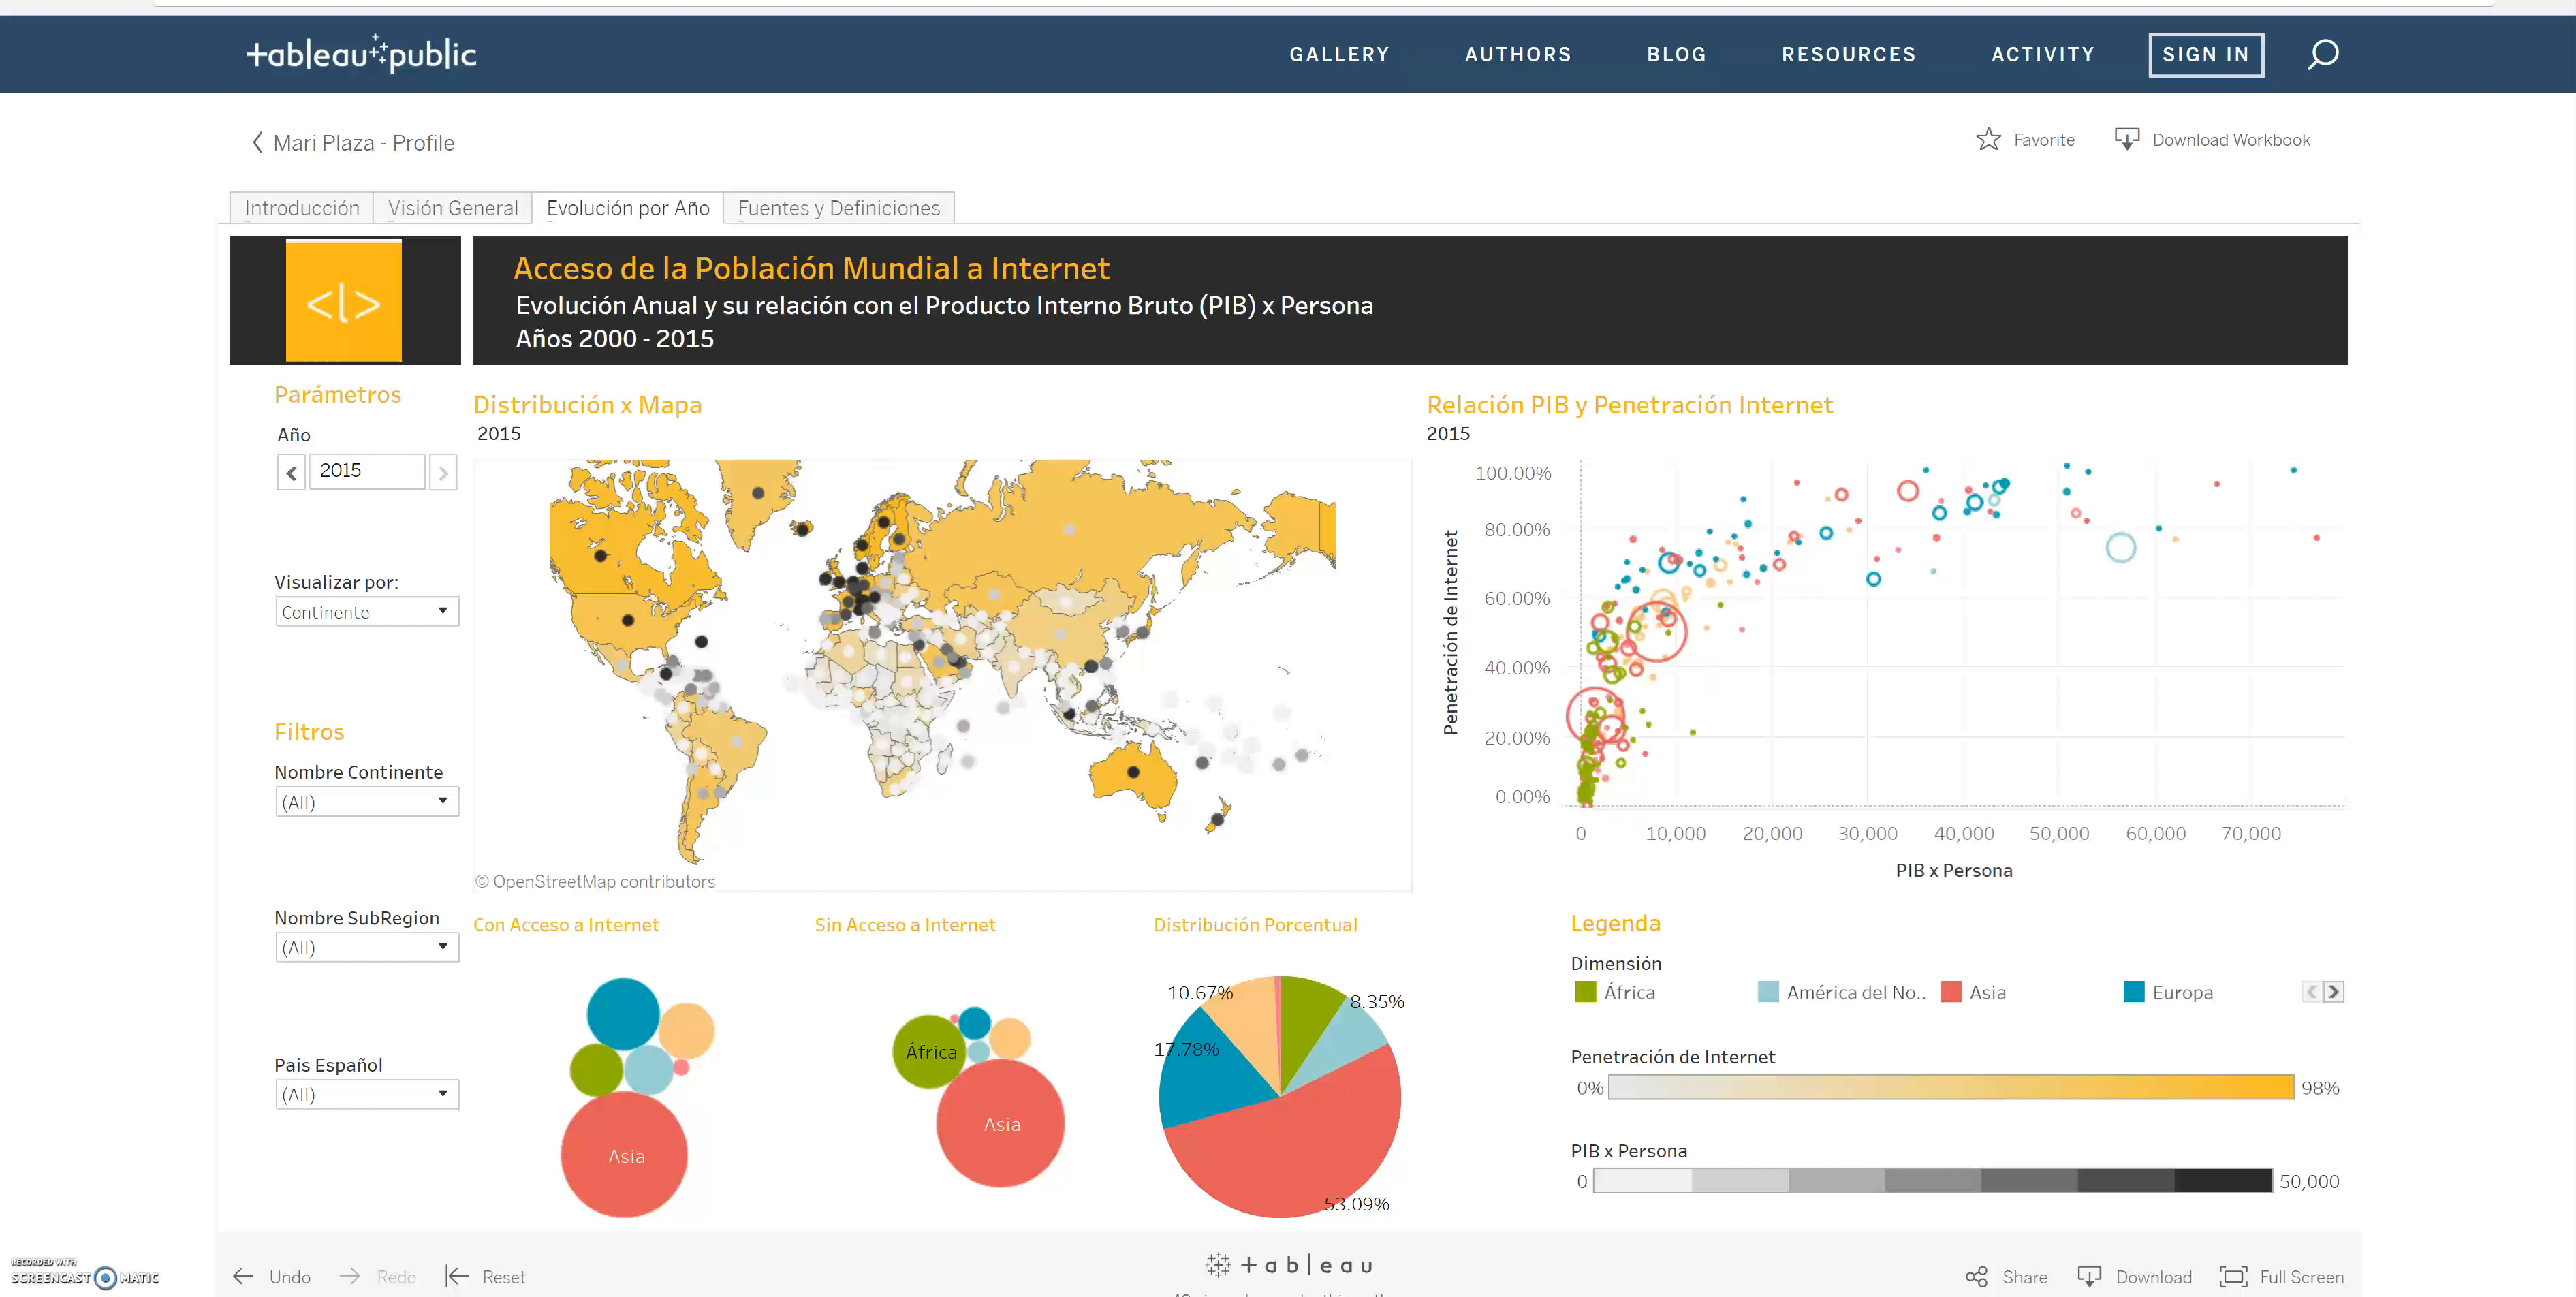 tableau public
GALLERY
AUTHORS
BLOG
RESOURCES
ACTIVITY
SIGN IN
Mari Plaza - Profile
Favorite
Download Workbook
Introducción
Visión General
Evolución por Año
Fuentes y Definiciones
Acceso de la Población Mundial a Internet
Evolución Anual y su relación con el Producto Interno Bruto (PIB) x Persona
Años 2000 - 2015
Parámetros
Año
2015
Visualizar por:
Continente
Filtros
Nombre Continente
(All)
Nombre SubRegion
(All)
Pais Español
(All)
Distribución x Mapa
2015
© OpenStreetMap contributors
Relación PIB y Penetración Internet
2015
Penetración de Internet
100.00%
80.00%
60.00%
40.00%
20.00%
0.00%
0
10,000
20,000
30,000
40,000
50,000
60,000
70,000
PIB x Persona
Con Acceso a Internet
Asia
Sin Acceso a Internet
África
Asia
Distribución Porcentual
10.67%
8.35%
17.78%
53.09%
Legenda
Dimensión
África
América del No..
Asia
Europa
Penetración de Internet
0%
98%
PIB x Persona
0
50,000
RECORDED WITH
SCREENCAST MATIC
Undo
Redo
Reset
tableau
Share
Download
Full Screen